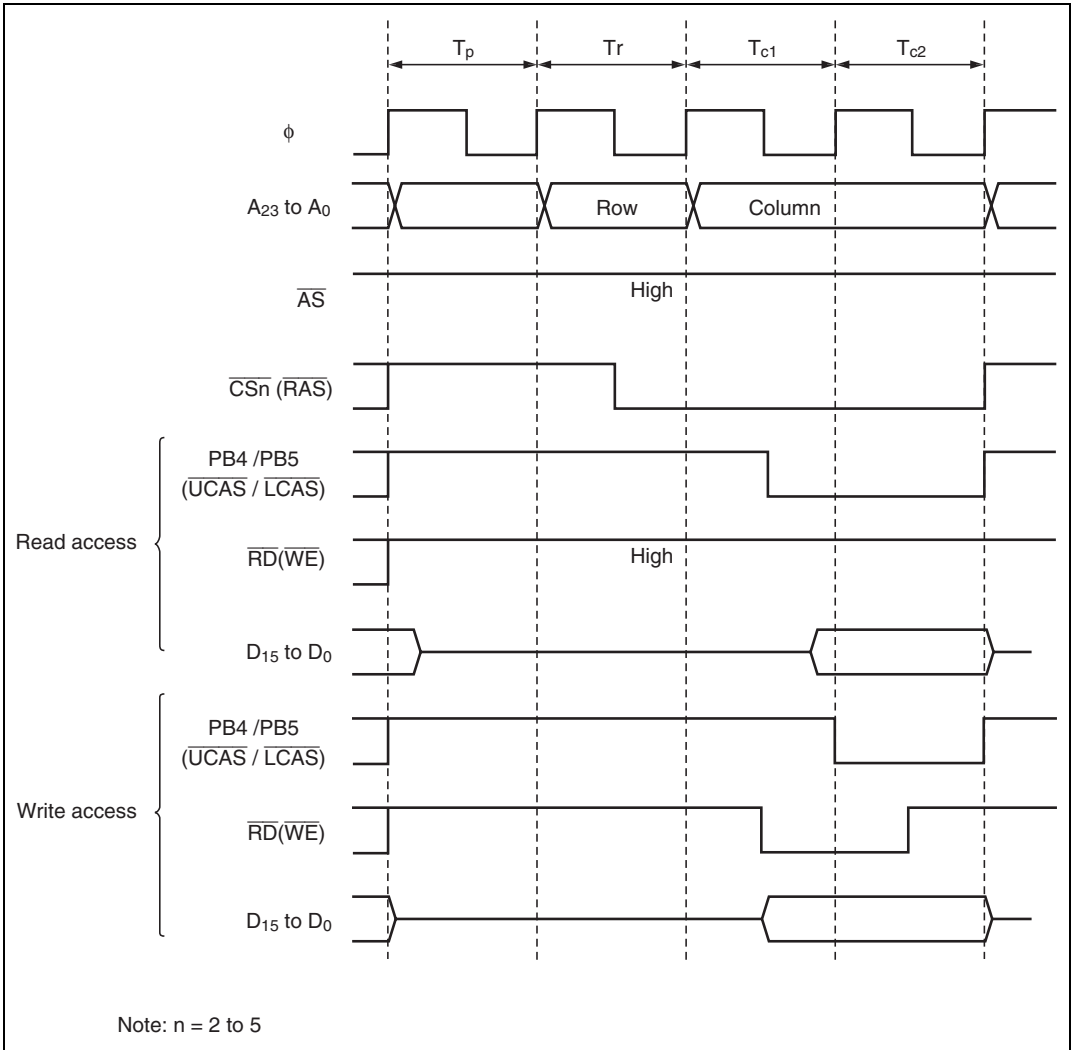 Tp Tr Tc1 Tc2
φ
A23 to A0 Row Column
AS High
CSn (RAS)
Read access
PB4 /PB5
(UCAS / LCAS)
RD(WE) High
D15 to D0
Write access
PB4 /PB5
(UCAS / LCAS)
RD(WE)
D15 to D0
Note: n = 2 to 5